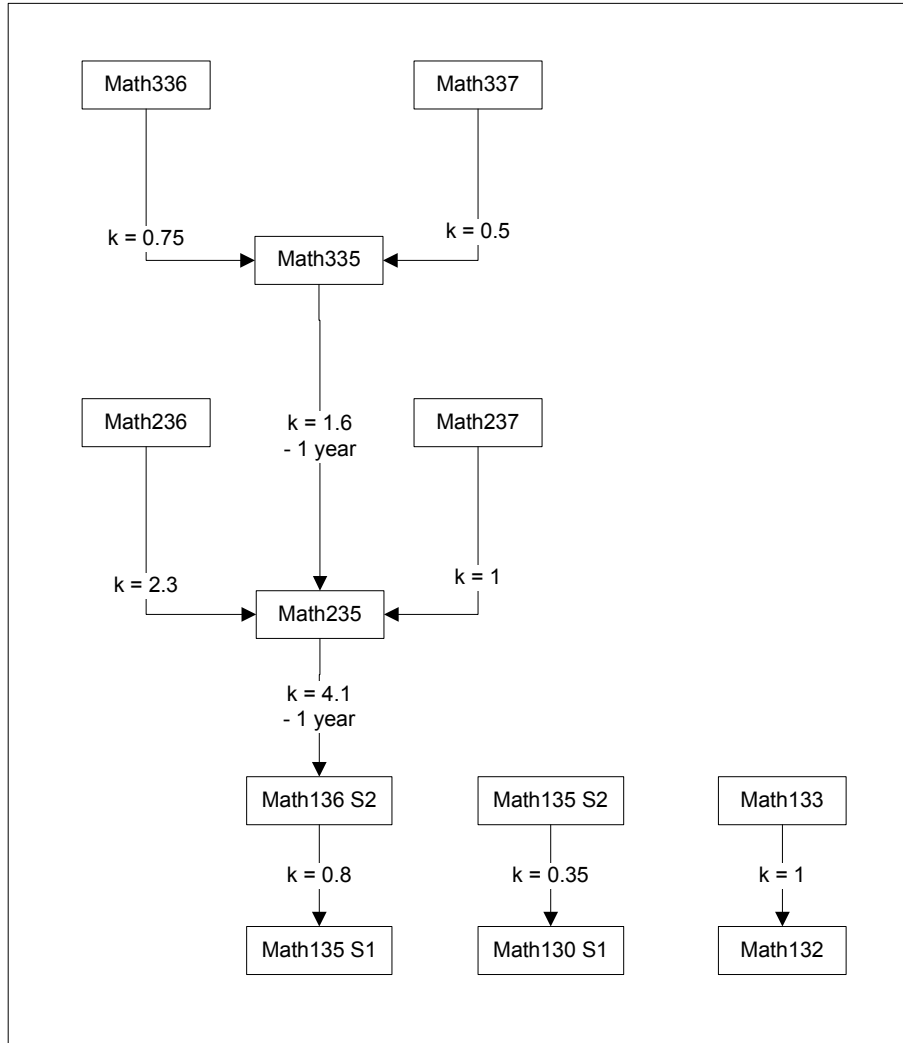 Math336
Math337
k = 0.75
k = 0.5
Math335
Math236
k = 1.6
- 1 year
Math237
k = 2.3
k = 1
Math235
k = 4.1
- 1 year
Math136 S2
Math135 S2
Math133
k = 0.8
k = 0.35
k = 1
Math135 S1
Math130 S1
Math132